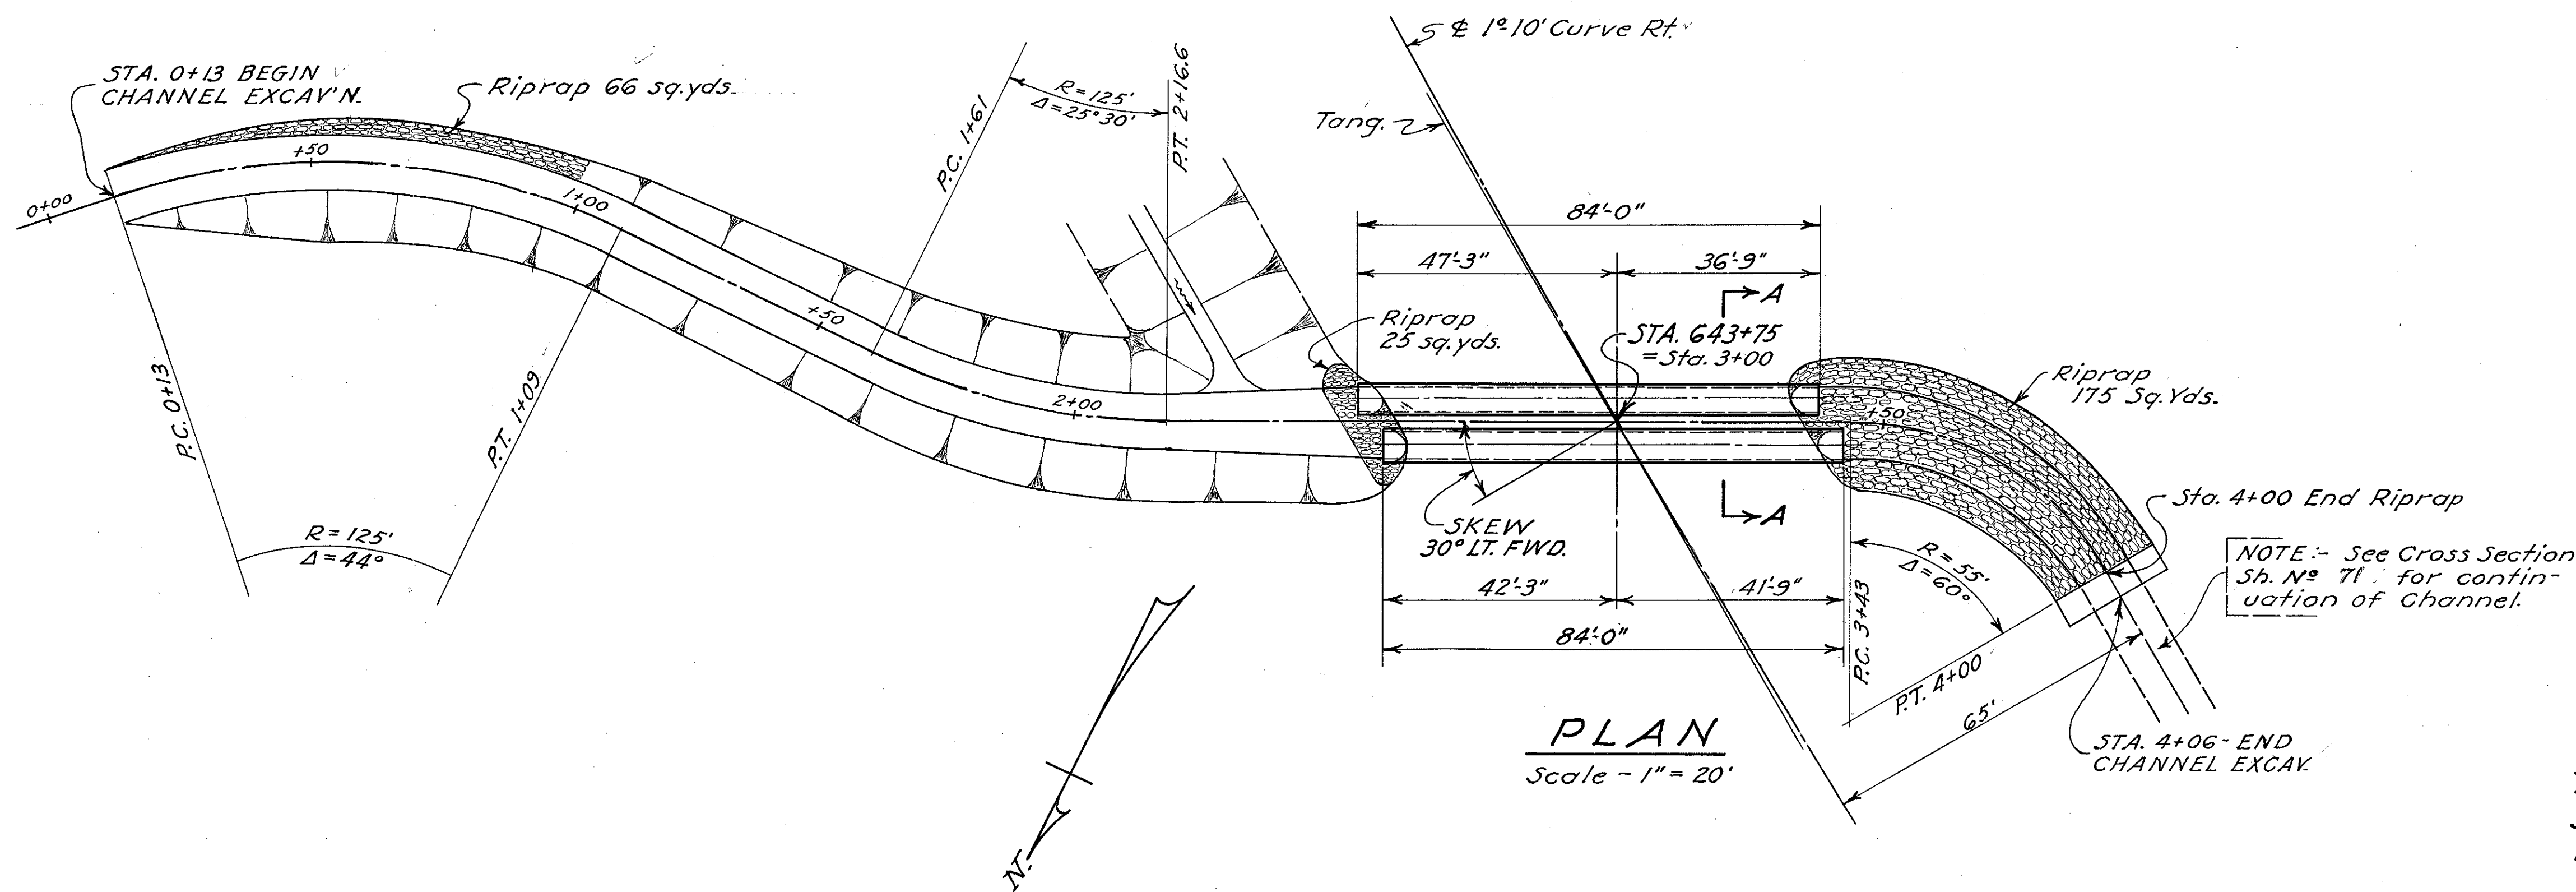 STA. 0+13 BEGIN
CHANNEL EXCAV'N.
Riprap 66 sq.yds.
0+00
+50
1+00
P.C. 0+13
R=125'
Δ=44°
P.T. 1+09
+50
P.C. 1+61
R=125'
Δ=25°30'
P.T. 2+16.6
2+00
℄ 1°-10' Curve Rt.
Tang.
84'-0"
47'-3"
36'-9"
A
Riprap
25 sq.yds.
STA. 643+75
=Sta. 3+00
+50
Riprap
175 Sq.Yds.
A
SKEW
30° LT. FWD.
42'-3"
41'-9"
84'-0"
P.C. 3+43
R=55'
Δ=60°
P.T. 4+00
65'
Sta. 4+00 End Riprap
NOTE:- See Cross Section
Sh. Nº 71 for contin-
uation of Channel.
STA. 4+06-END
CHANNEL EXCAV.
PLAN
Scale - 1" = 20'
N.